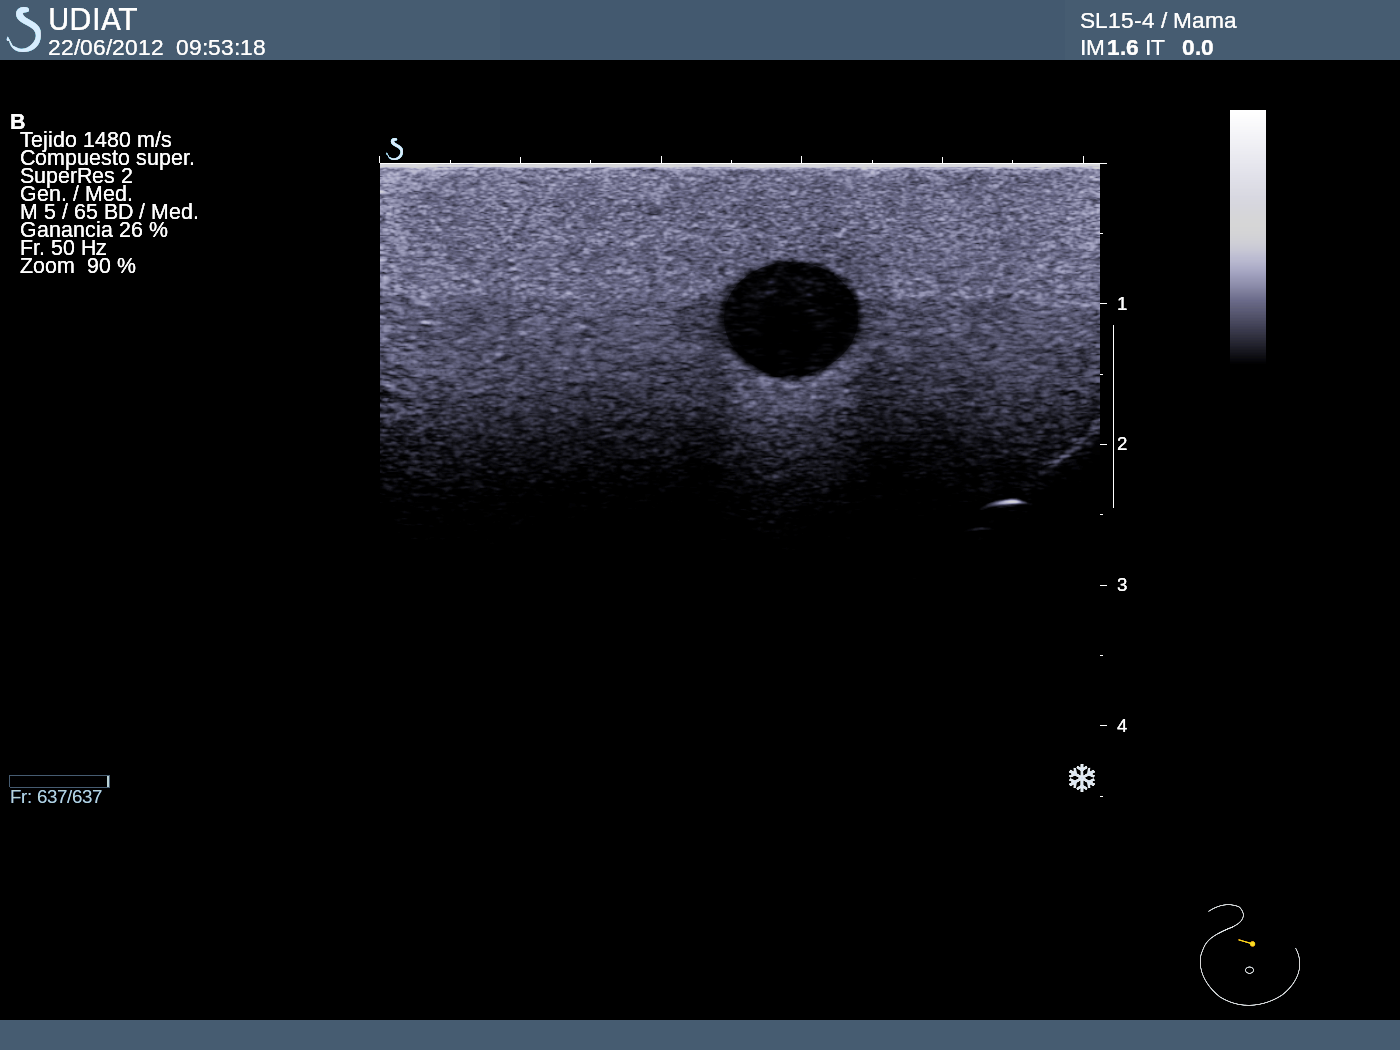 UDIAT
22/06/2012 09:53:18
SL15-4 / Mama
IM 1.6 IT 0.0
B
Tejido 1480 m/s
Compuesto super.
SuperRes 2
Gen. / Med.
M 5 / 65 BD / Med.
Ganancia 26 %
Fr. 50 Hz
Zoom 90 %
1
2
3
4
Fr: 637/637